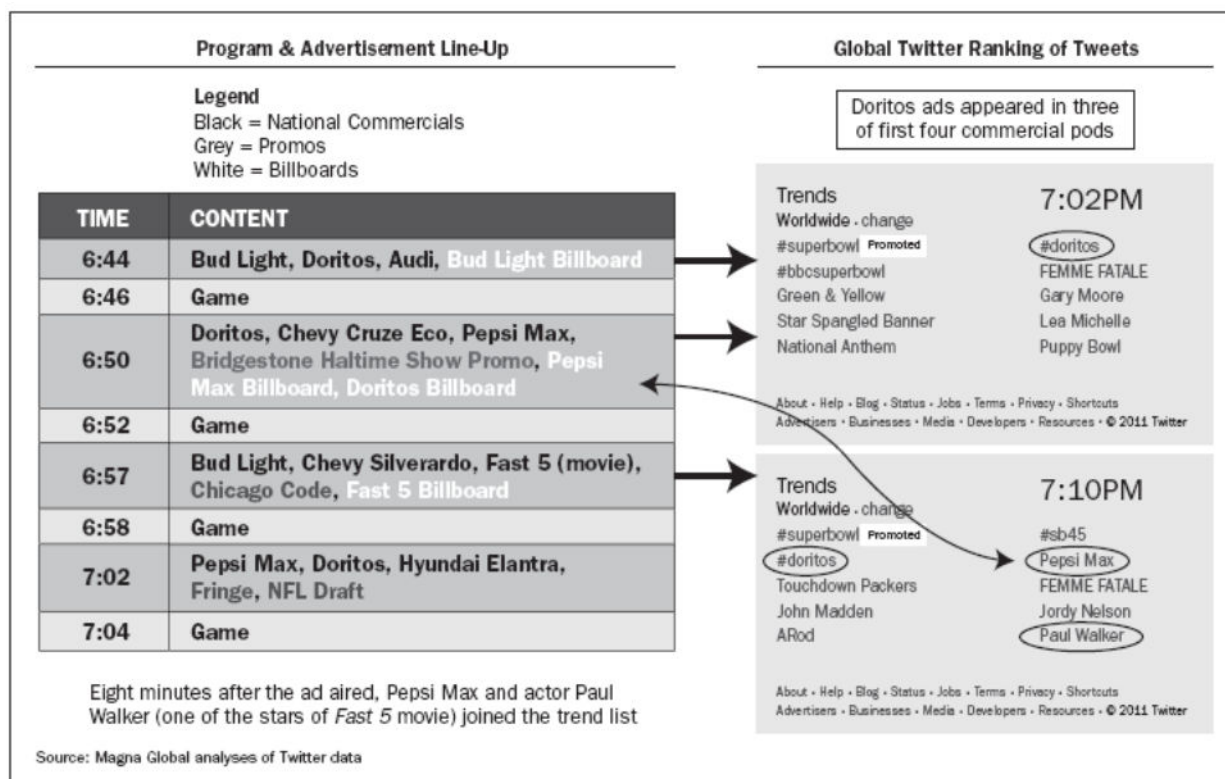 Program & Advertisement Line-Up
Legend
Black = National Commercials
Grey = Promos
White = Billboards
TIME CONTENT
6:44 Bud Light, Doritos, Audi, Bud Light Billboard
6:46 Game
Doritos, Chevy Cruze Eco, Pepsi Max,
6:50 Bridgestone Haltime Show Promo, Pepsi
Max Billboard, Doritos Billboard
6:52 Game
6:57 Bud Light, Chevy Silverardo, Fast 5 (movie),
Chicago Code, Fast 5 Billboard
6:58 Game
7:02 Pepsi Max, Doritos, Hyundai Elantra,
Fringe, NFL Draft
7:04 Game
Eight minutes after the ad aired, Pepsi Max and actor Paul
Walker (one of the stars of Fast 5 movie) joined the trend list
Source: Magna Global analyses of Twitter data
Global Twitter Ranking of Tweets
Doritos ads appeared in three
of first four commercial pods
Trends 7:02PM
Worldwide • change
#superbowl Promoted #doritos
#bbcsuperbowl FEMME FATALE
Green & Yellow Gary Moore
Star Spangled Banner Lea Michelle
National Anthem Puppy Bowl
About • Help • Blog • Status • Jobs • Terms • Privacy • Shortcuts
Advertisers • Businesses • Media • Developers • Resources • © 2011 Twitter
Trends 7:10PM
Worldwide • change
#superbowl Promoted #sb45
#doritos Pepsi Max
Touchdown Packers FEMME FATALE
John Madden Jordy Nelson
ARod Paul Walker
About • Help • Blog • Status • Jobs • Terms • Privacy • Shortcuts
Advertisers • Businesses • Media • Developers • Resources • © 2011 Twitter